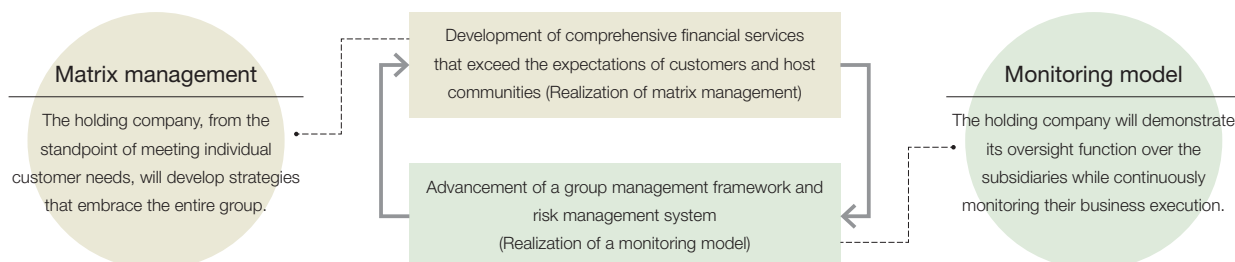 Matrix management
The holding company, from the
standpoint of meeting individual
customer needs, will develop strategies
that embrace the entire group.
Development of comprehensive financial services
that exceed the expectations of customers and host
communities (Realization of matrix management)
Advancement of a group management framework and
risk management system
(Realization of a monitoring model)
Monitoring model
The holding company will demonstrate
its oversight function over the
subsidiaries while continuously
monitoring their business execution.